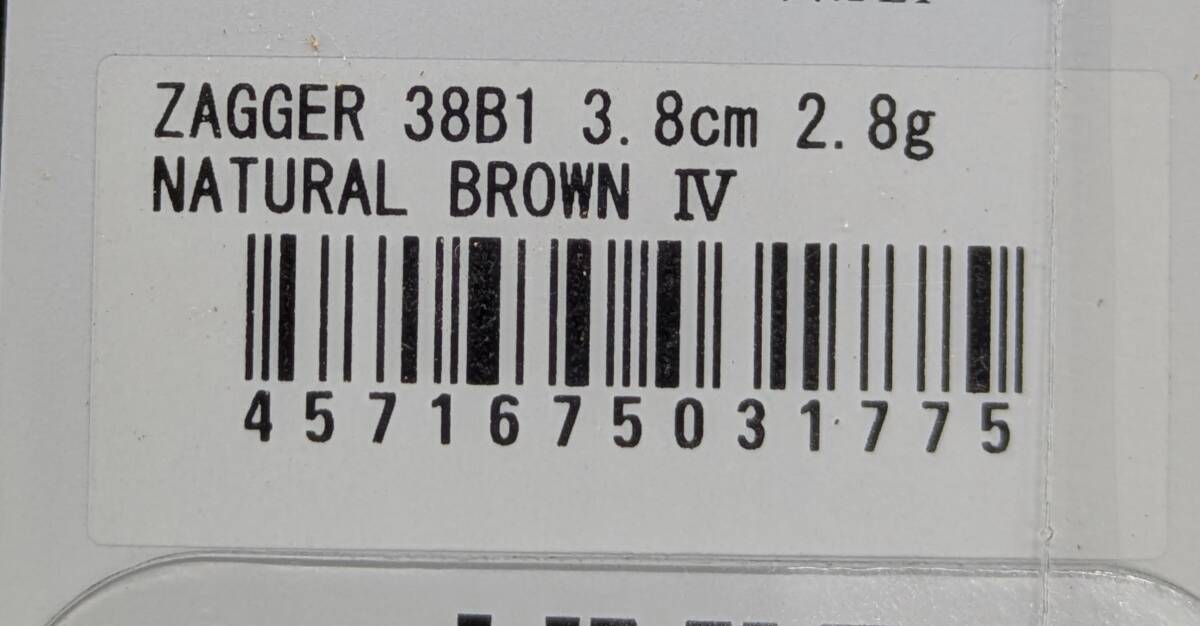 ZAGGER 38B1 3.8cm 2.8g
NATURAL BROWN Ⅳ
4571675031775